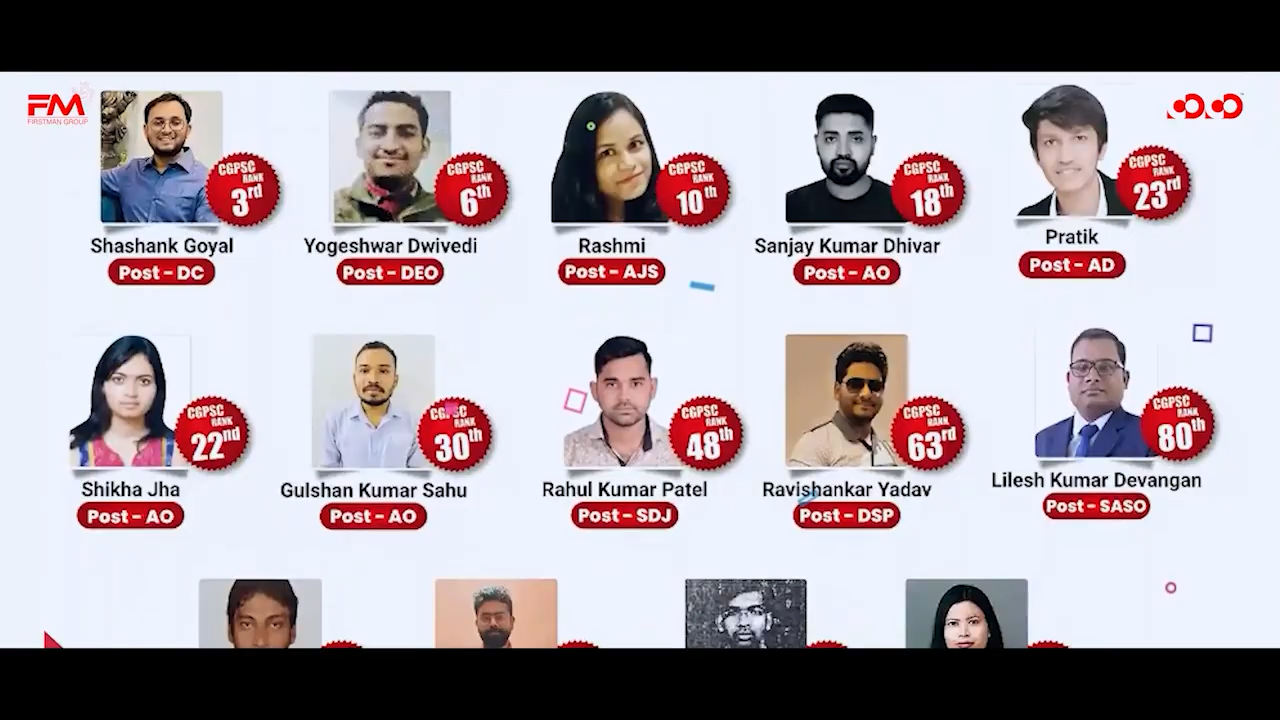 FM
FIRSTMAN GROUP
CGPSC
RANK
3rd
CGPSC
RANK
6th
CGPSC
RANK
10th
CGPSC
RANK
18th
CGPSC
RANK
23rd
Shashank Goyal
Yogeshwar Dwivedi
Rashmi
Sanjay Kumar Dhivar
Pratik
Post - DC
Post - DEO
Post - AJS
Post - AO
Post - AD
CGPSC
RANK
22nd
CGPSC
RANK
30th
CGPSC
RANK
48th
CGPSC
RANK
63rd
CGPSC
RANK
80th
Shikha Jha
Gulshan Kumar Sahu
Rahul Kumar Patel
Ravishankar Yadav
Lilesh Kumar Devangan
Post - AO
Post - AO
Post - SDJ
Post - DSP
Post - SASO